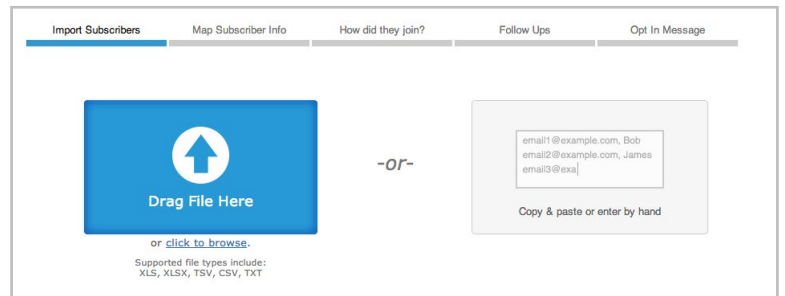 Import Subscribers Map Subscriber Info How did they join? Follow Ups Opt In Message
Drag File Here
or click to browse.
Supported file types include:
XLS, XLSX, TSV, CSV, TXT
-or-
email1@example.com, Bob
email2@example.com, James
email3@exa
Copy & paste or enter by hand